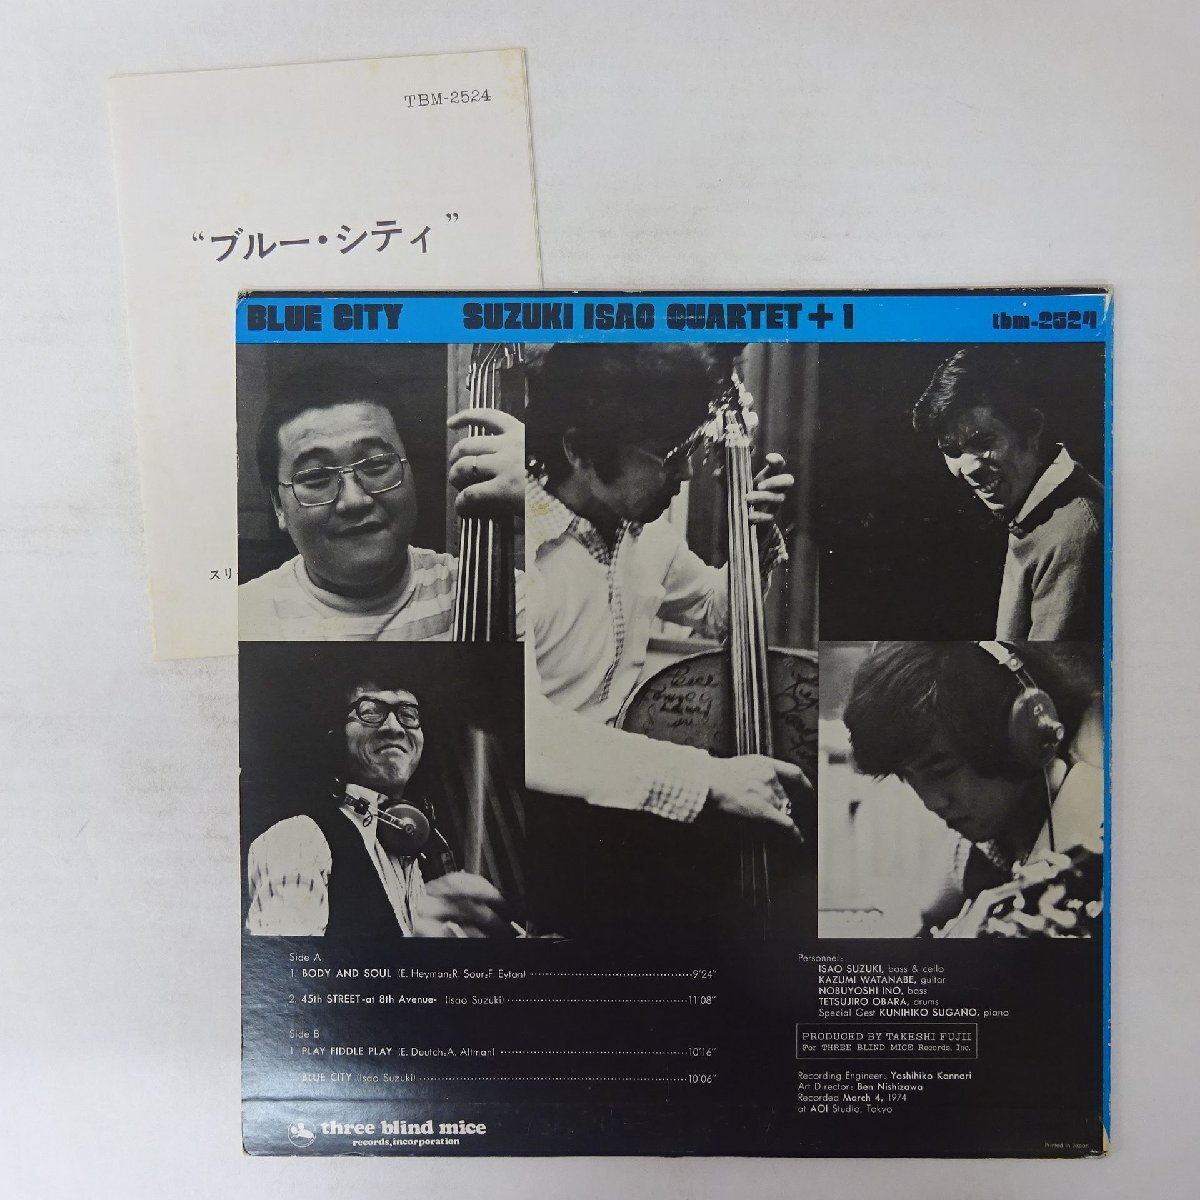 TBM-2524
“ブルー・シティ”
スリ
BLUE CITY SUZUKI ISAO QUARTET + 1 tbm-2524
Side A
1. BODY AND SOUL (E. Heyman:R. Sour:F. Eyton) 9'24"
2. 45th STREET -at 8th Avenue- (Isao Suzuki) 11'08"
Side B
1. PLAY FIDDLE PLAY (E. Deutch:A. Altman) 10'16"
2. BLUE CITY (Isao Suzuki) 10'06"
three blind mice
records, incorporation
Personnel:
ISAO SUZUKI, bass & cello
KAZUMI WATANABE, guitar
NOBUYOSHI INO, bass
TETSUJIRO OBARA, drums
Special Gest KUNIHIKO SUGANO, piano
PRODUCED BY TAKESHI FUJII
For THREE BLIND MICE Records, Inc.
Recording Engineer: Yoshihiko Kannari
Art Director: Ben Nishizawa
Recorded March 4, 1974
at AOI Studio, Tokyo
Printed in Japan